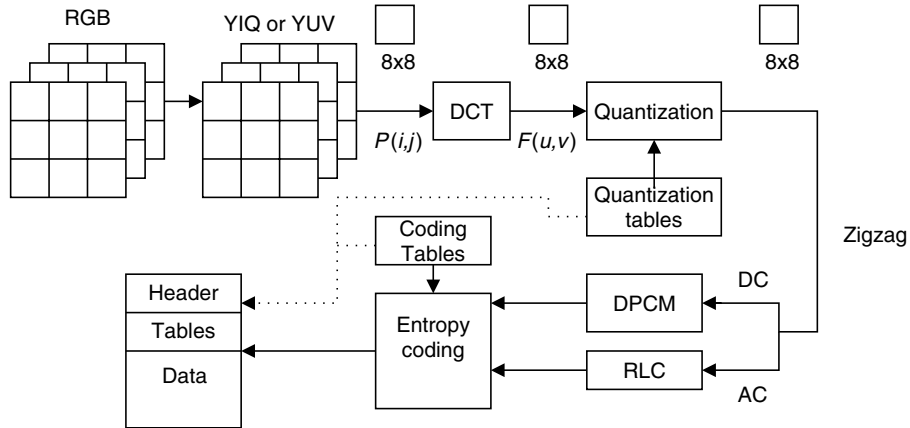 RGB
YIQ or YUV
8x8
8x8
8x8
DCT
Quantization
P(i,j)
F(u,v)
Quantization
tables
Zigzag
Coding
Tables
DC
Header
DPCM
Tables
Entropy
coding
Data
RLC
AC